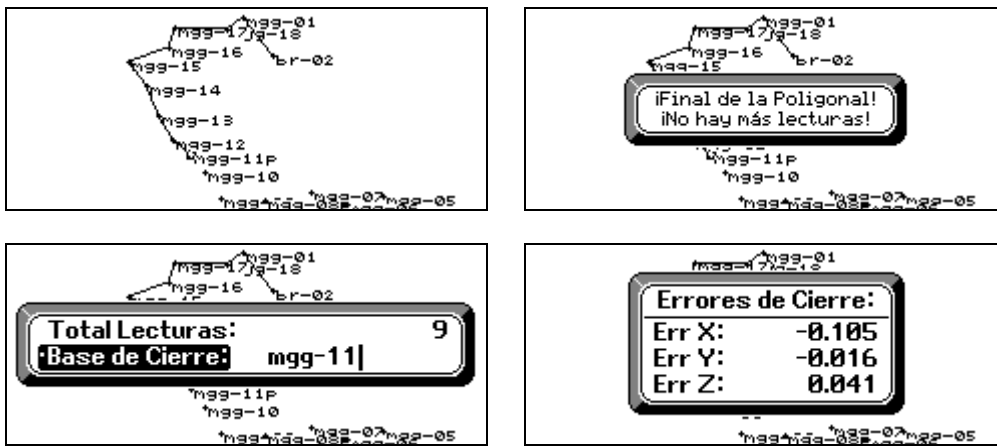 mgg-01
mgg-17
-18
mgg-16
br-02
mgg-15
mgg-14
mgg-13
mgg-12
mgg-11p
mgg-10
mgg-07
-05
mgg-01
mgg-17
-18
mgg-16
br-02
mgg-15
¡Final de la Poligonal!
¡No hay más lecturas!
mgg-11p
mgg-10
mgg-07
-05
mgg-01
mgg-17
-18
mgg-16
br-02
Total Lecturas: 9
Base de Cierre: mgg-11
mgg-11p
mgg-10
mgg-07
-05
mgg-01
Errores de Cierre:
Err X: -0.105
Err Y: -0.016
Err Z: 0.041
mgg-07
-05